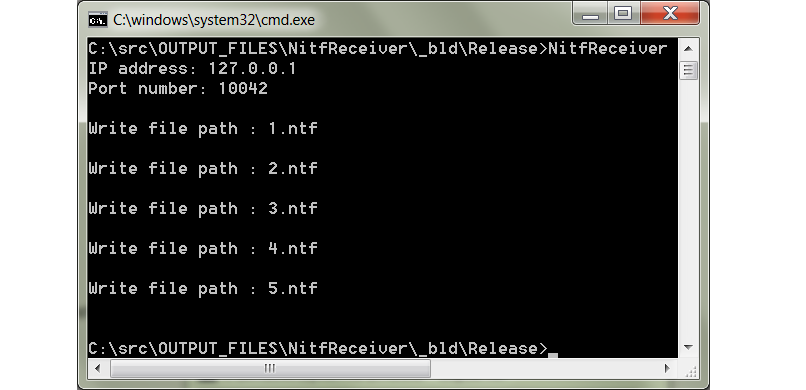 C:\windows\system32\cmd.exe
C:\src\OUTPUT_FILES\NitfReceiver\_bld\Release>NitfReceiver
IP address: 127.0.0.1
Port number: 10042
Write file path : 1.ntf
Write file path : 2.ntf
Write file path : 3.ntf
Write file path : 4.ntf
Write file path : 5.ntf
C:\src\OUTPUT_FILES\NitfReceiver\_bld\Release>_